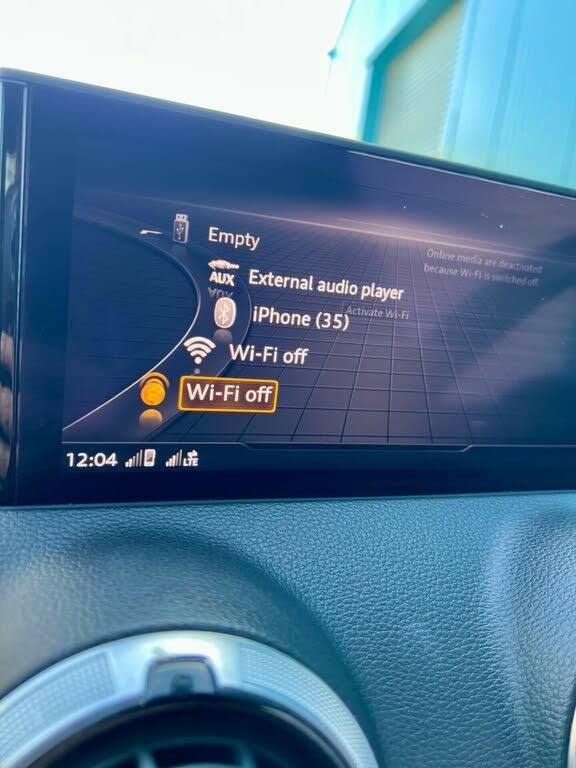 Empty
Online media are deactivated
because Wi-Fi is switched off.
AUX
External audio player
iPhone (35)
Activate Wi-Fi
Wi-Fi off
Wi-Fi off
12:04
LTE